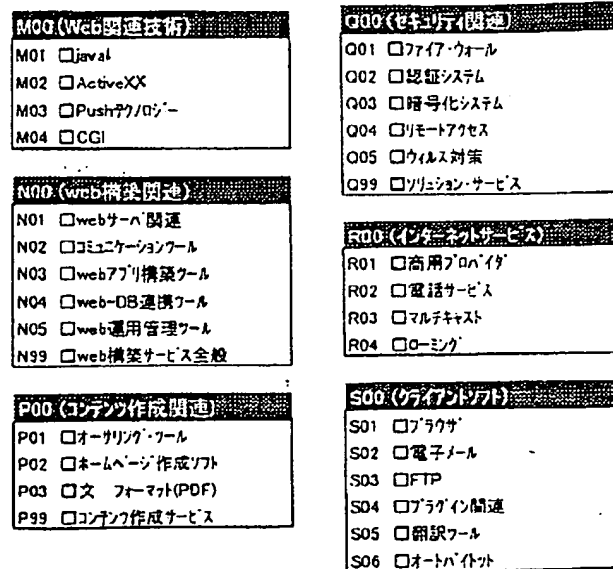 M00 (Web関連技術)
M01 □java
M02 □ActiveXX
M03 □Pushテクノロジー
M04 □CGI
N00 (web構築関連)
N01 □webサーバ関連
N02 □コミュニケーションツール
N03 □webアプリ構築ツール
N04 □web-DB連携ツール
N05 □web運用管理ツール
N99 □web構築サービス全般
P00 (コンテンツ作成関連)
P01 □オーサリング・ツール
P02 □ホームページ作成ソフト
P03 □文 フォーマット(PDF)
P99 □コンテンツ作成サービス
Q00 (セキュリティ関連)
Q01 □ファイア・ウォール
Q02 □認証システム
Q03 □暗号化システム
Q04 □リモートアクセス
Q05 □ウィルス対策
Q99 □ソリューション・サービス
R00 (インターネットサービス)
R01 □商用プロバイダ
R02 □電話サービス
R03 □マルチキャスト
R04 □ローミング
S00 (クライアントソフト)
S01 □ブラウザ
S02 □電子メール
S03 □FTP
S04 □プラグイン関連
S05 □翻訳ツール
S06 □オートパイロット